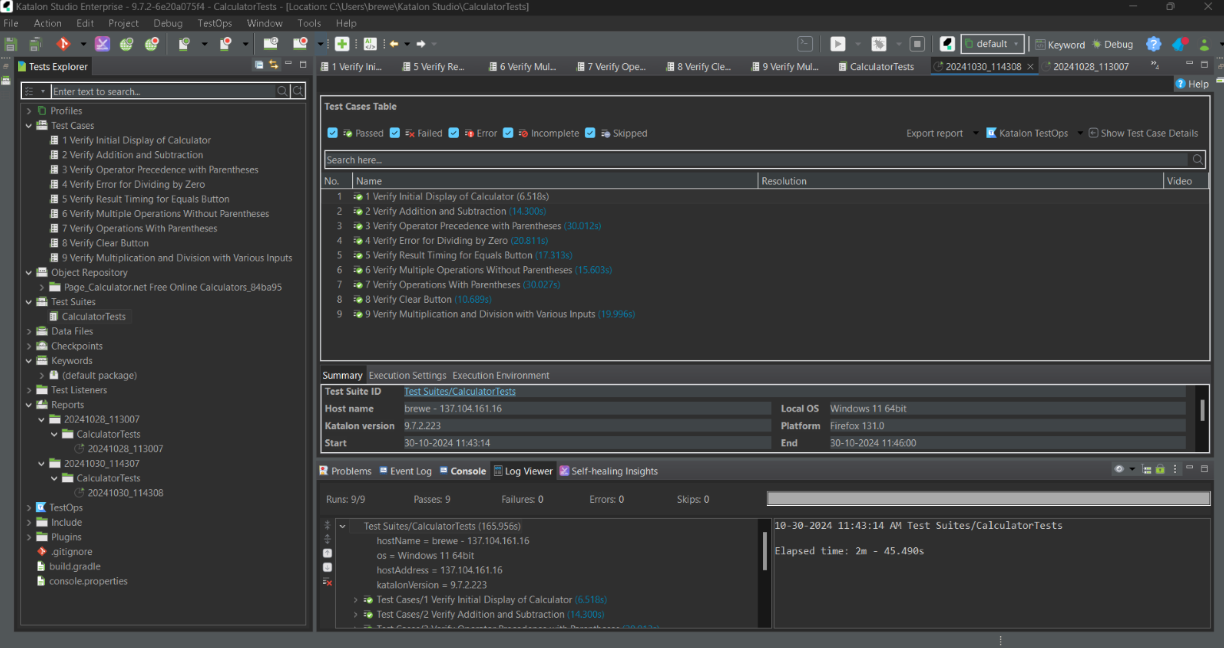 Katalon Studio Enterprise - 9.7.2-6e20a075f4 - CalculatorTests - [Location: C:\Users\brewe\Katalon Studio\CalculatorTests]
File Action Edit Project Debug TestOps Window Tools Help
default Keyword Debug
Tests Explorer
1 Verify Ini... 5 Verify Re... 6 Verify Mul... 7 Verify Ope... 8 Verify Cle... 9 Verify Mul... CalculatorTests 20241030_114308 20241028_113007
Help
Enter text to search...
Profiles
Test Cases
1 Verify Initial Display of Calculator
2 Verify Addition and Subtraction
3 Verify Operator Precedence with Parentheses
4 Verify Error for Dividing by Zero
5 Verify Result Timing for Equals Button
6 Verify Multiple Operations Without Parentheses
7 Verify Operations With Parentheses
8 Verify Clear Button
9 Verify Multiplication and Division with Various Inputs
Object Repository
Page_Calculator.net Free Online Calculators_84ba95
Test Suites
CalculatorTests
Data Files
Checkpoints
Keywords
(default package)
Test Listeners
Reports
20241028_113007
CalculatorTests
20241028_113007
20241030_114307
CalculatorTests
20241030_114308
TestOps
Include
Plugins
.gitignore
build.gradle
console.properties
Test Cases Table
Passed Failed Error Incomplete Skipped Export report Katalon TestOps Show Test Case Details
Search here...
No. Name Resolution Video
1 1 Verify Initial Display of Calculator (6.518s)
2 2 Verify Addition and Subtraction (14.300s)
3 3 Verify Operator Precedence with Parentheses (30.012s)
4 4 Verify Error for Dividing by Zero (20.811s)
5 5 Verify Result Timing for Equals Button (17.313s)
6 6 Verify Multiple Operations Without Parentheses (15.603s)
7 7 Verify Operations With Parentheses (30.027s)
8 8 Verify Clear Button (10.689s)
9 9 Verify Multiplication and Division with Various Inputs (19.996s)
Summary Execution Settings Execution Environment
Test Suite ID Test Suites/CalculatorTests
Host name brewe - 137.104.161.16 Local OS Windows 11 64bit
Katalon version 9.7.2.223 Platform Firefox 131.0
Start 30-10-2024 11:43:14 End 30-10-2024 11:46:00
Problems Event Log Console Log Viewer Self-healing Insights
Runs: 9/9 Passes: 9 Failures: 0 Errors: 0 Skips: 0
Test Suites/CalculatorTests (165.956s)
hostName = brewe - 137.104.161.16
os = Windows 11 64bit
hostAddress = 137.104.161.16
katalonVersion = 9.7.2.223
Test Cases/1 Verify Initial Display of Calculator (6.518s)
Test Cases/2 Verify Addition and Subtraction (14.300s)
Test Cases/3 Verify Operator Precedence with Parentheses (30.012s)
10-30-2024 11:43:14 AM Test Suites/CalculatorTests
Elapsed time: 2m - 45.490s